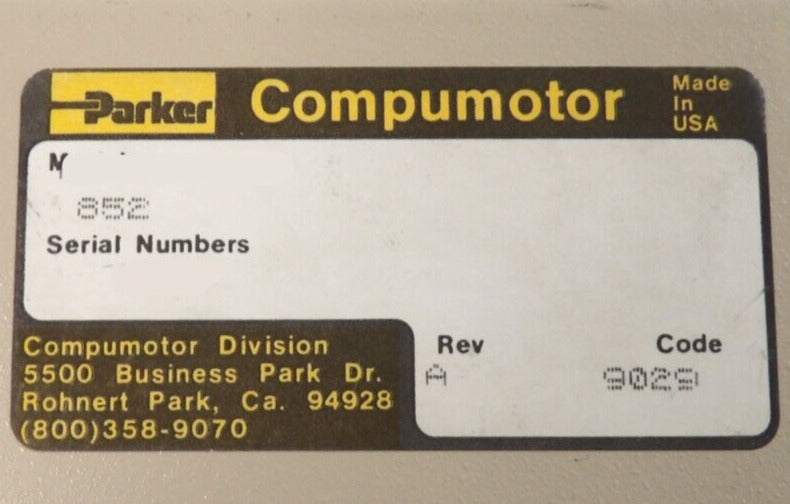 Parker Compumotor Made
In
USA
852
Serial Numbers
Compumotor Division
5500 Business Park Dr.
Rohnert Park, Ca. 94928
(800)358-9070
Rev Code
A 9029